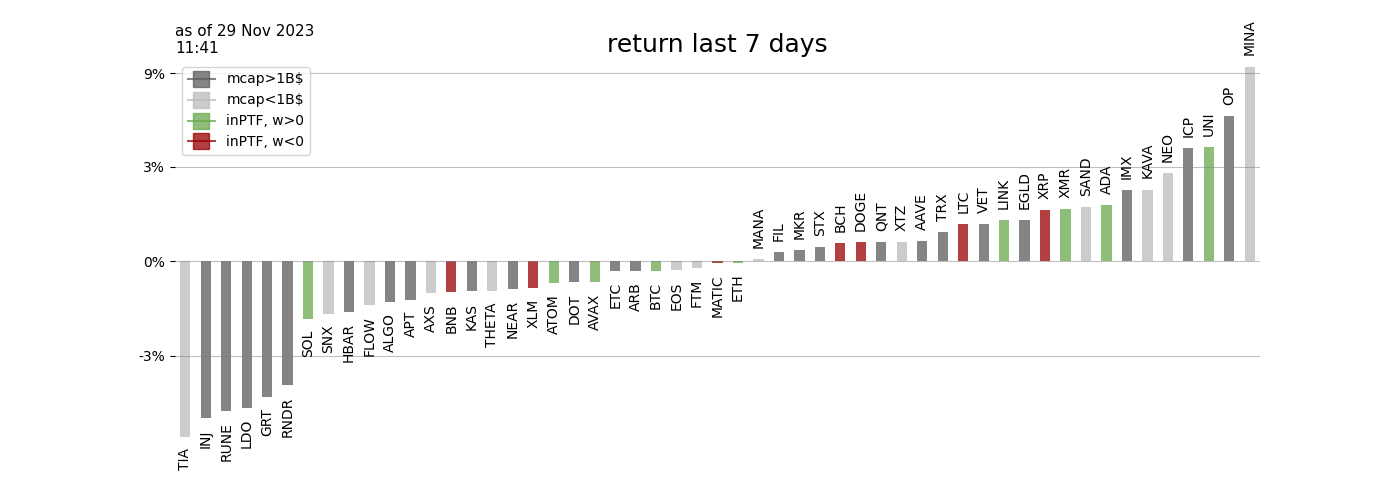 as of 29 Nov 2023
11:41
return last 7 days
mcap>1B$
mcap<1B$
inPTF, w>0
inPTF, w<0
9%
3%
0%
-3%
TIA
INJ
RUNE
LDO
GRT
RNDR
SOL
SNX
HBAR
FLOW
ALGO
APT
AXS
BNB
KAS
THETA
NEAR
XLM
ATOM
DOT
AVAX
ETC
ARB
BTC
EOS
FTM
MATIC
ETH
MANA
FIL
MKR
STX
BCH
DOGE
QNT
XTZ
AAVE
TRX
LTC
VET
LINK
EGLD
XRP
XMR
SAND
ADA
IMX
KAVA
NEO
ICP
UNI
OP
MINA